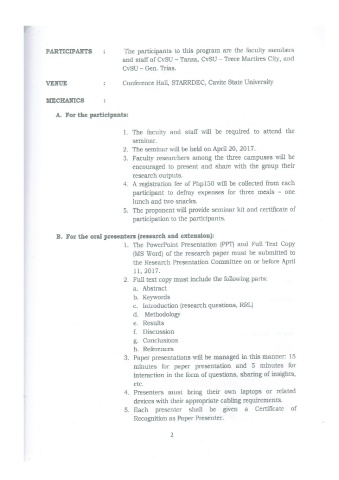 PARTICIPANTS : The participants to this program are the faculty members
and staff of CvSU – Tanza, CvSU – Trece Martires City, and
CvSU – Gen. Trias.
VENUE : Conference Hall, STARRDEC, Cavite State University
MECHANICS :
A. For the participants:
1. The faculty and staff will be required to attend the
seminar.
2. The seminar will be held on April 20, 2017.
3. Faculty researchers among the three campuses will be
encouraged to present and share with the group their
research outputs.
4. A registration fee of Php150 will be collected from each
participant to defray expenses for three meals – one
lunch and two snacks.
5. The proponent will provide seminar kit and certificate of
participation to the participants.
B. For the oral presenters (research and extension):
1. The PowerPoint Presentation (PPT) and Full Text Copy
(MS Word) of the research paper must be submitted to
the Research Presentation Committee on or before April
11, 2017.
2. Full text copy must include the following parts:
a. Abstract
b. Keywords
c. Introduction (research questions, RRL)
d. Methodology
e. Results
f. Discussion
g. Conclusions
h. References
3. Paper presentations will be managed in this manner: 15
minutes for paper presentation and 5 minutes for
interaction in the form of questions, sharing of insights,
etc.
4. Presenters must bring their own laptops or related
devices with their appropriate cabling requirements.
5. Each presenter shall be given a Certificate of
Recognition as Paper Presenter.
2